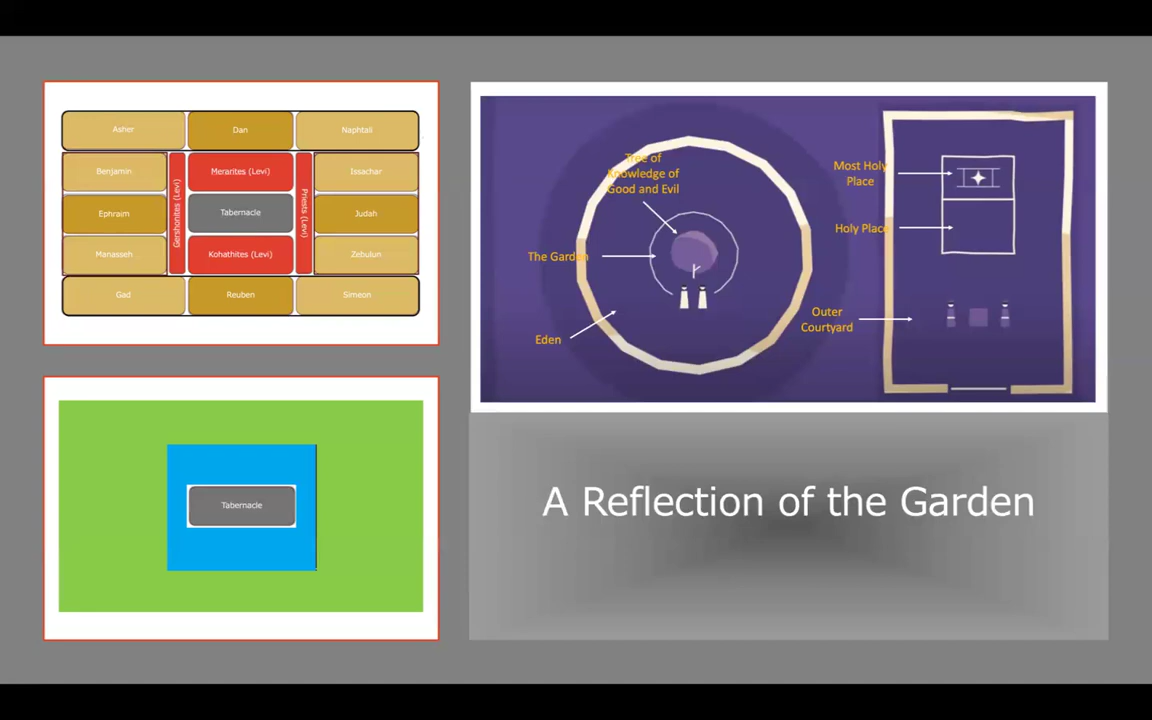 Asher
Dan
Naphtali
Benjamin
Merarites (Levi)
Issachar
Gershonites (Levi)
Priests (Levi)
Ephraim
Tabernacle
Judah
Manasseh
Kohathites (Levi)
Zebulun
Gad
Reuben
Simeon
Tabernacle
Tree of
Knowledge of
Good and Evil
The Garden
Eden
Most Holy
Place
Holy Place
Outer
Courtyard
A Reflection of the Garden